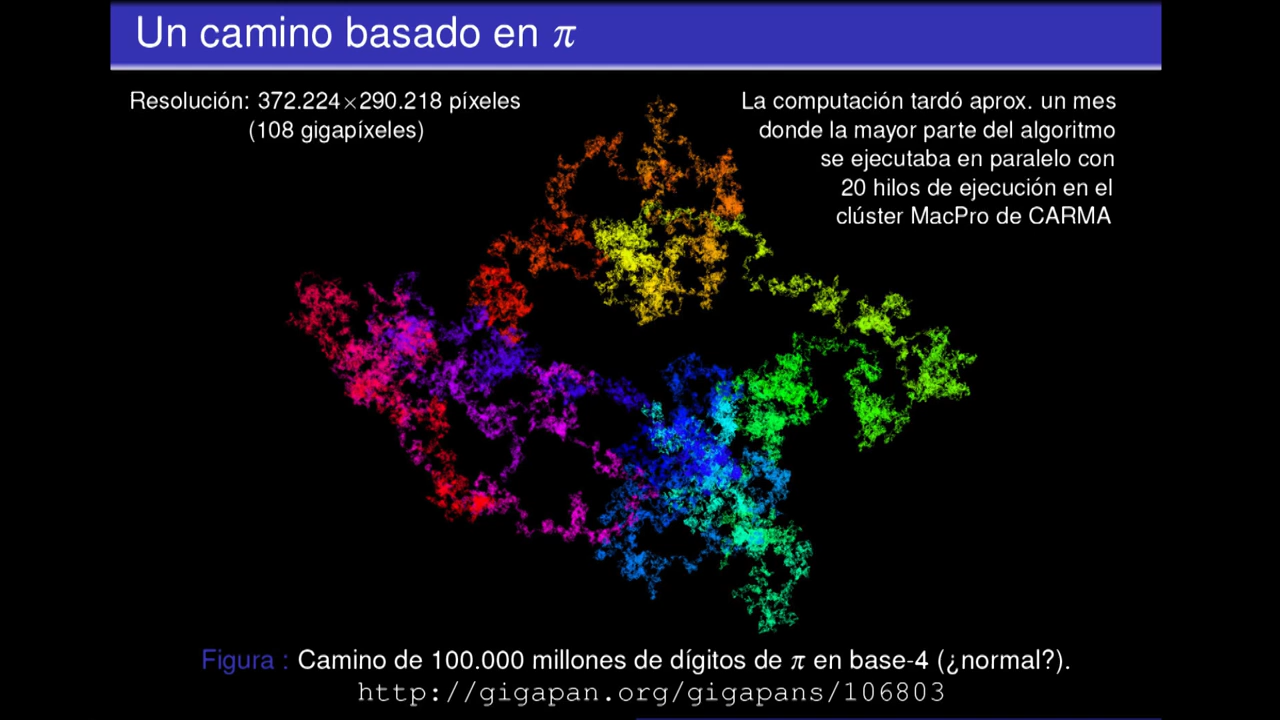 Un camino basado en π
Resolución: 372.224×290.218 píxeles
(108 gigapíxeles)
La computación tardó aprox. un mes
donde la mayor parte del algoritmo
se ejecutaba en paralelo con
20 hilos de ejecución en el
clúster MacPro de CARMA
Figura : Camino de 100.000 millones de dígitos de π en base-4 (¿normal?).
http://gigapan.org/gigapans/106803